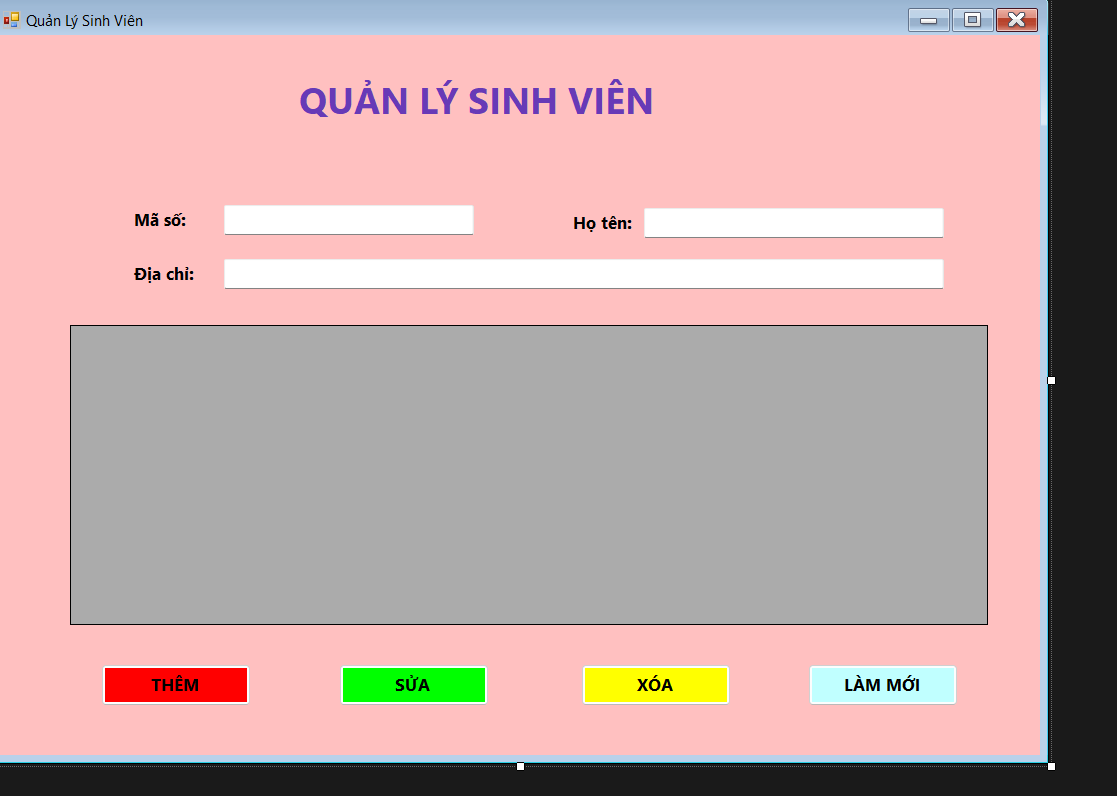 Quản Lý Sinh Viên
QUẢN LÝ SINH VIÊN
Mã số:
Họ tên:
Địa chỉ:
THÊM
SỬA
XÓA
LÀM MỚI